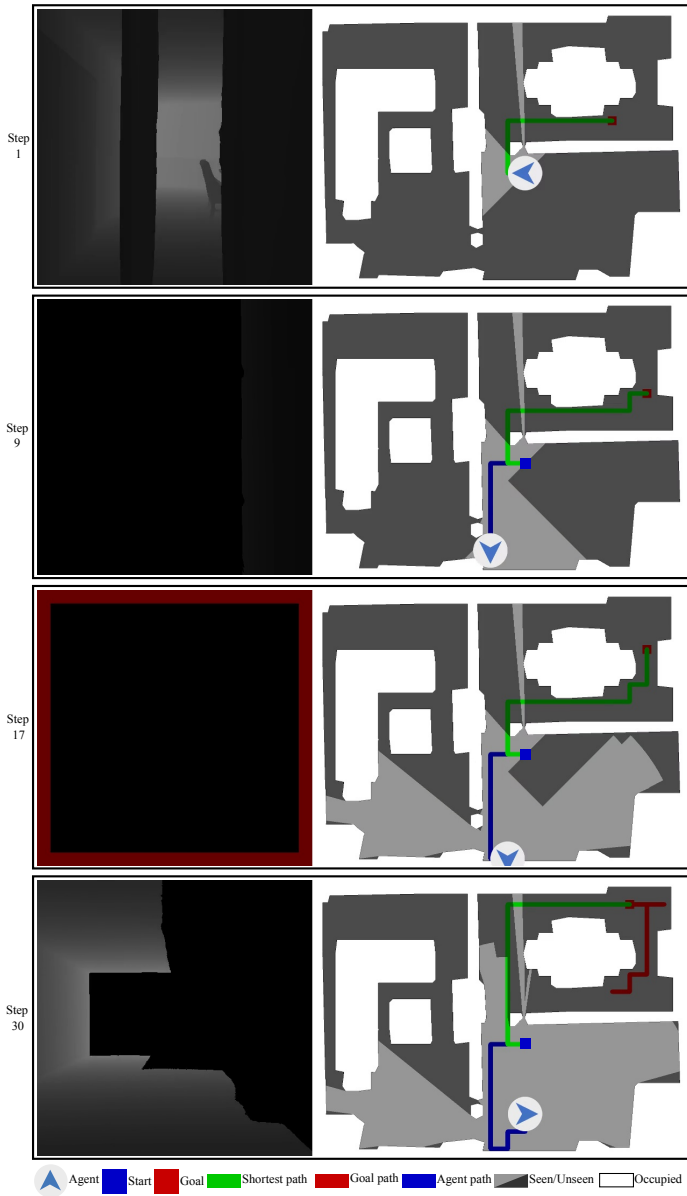 Step
1
Step
9
Step
17
Step
30
Agent Start Goal Shortest path Goal path Agent path Seen/Unseen Occupied